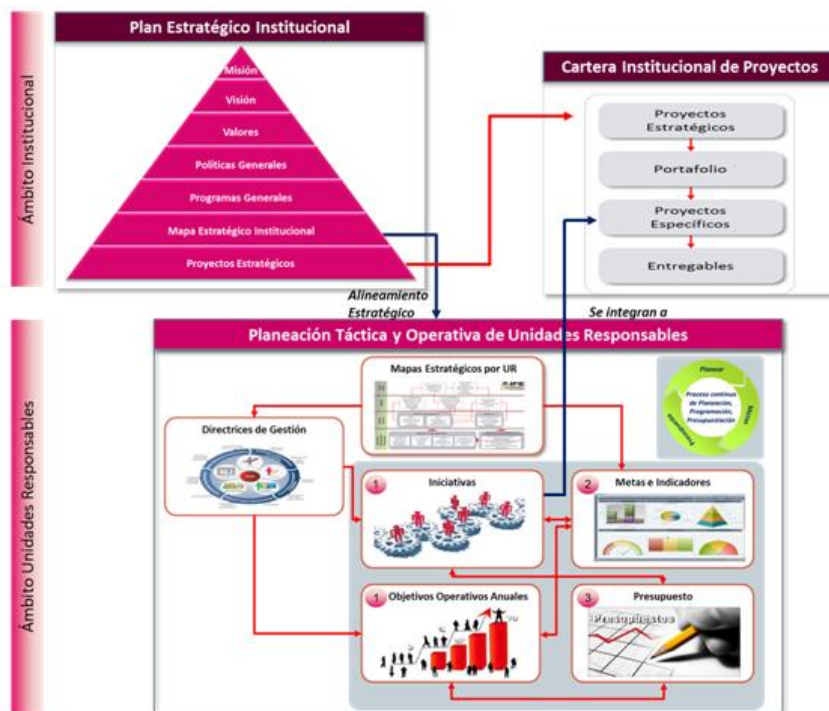 Plan Estratégico Institucional
Misión
Visión
Valores
Políticas Generales
Programas Generales
Mapa Estratégico Institucional
Proyectos Estratégicos
Cartera Institucional de Proyectos
Proyectos
Estratégicos
Portafolio
Proyectos
Específicos
Entregables
Ámbito Institucional
Alineamiento
Estratégico
Se integran a
Planeación Táctica y Operativa de Unidades Responsables
Ámbito Unidades Responsables
Mapas Estratégicos por UR
IFE
Planear
Metas
Presupuesto
Proceso continuo
de Planeación,
Programación,
Presupuestación
Directrices de Gestión
1 Iniciativas
2 Metas e Indicadores
1 Objetivos Operativos Anuales
3 Presupuesto
Presupuestos